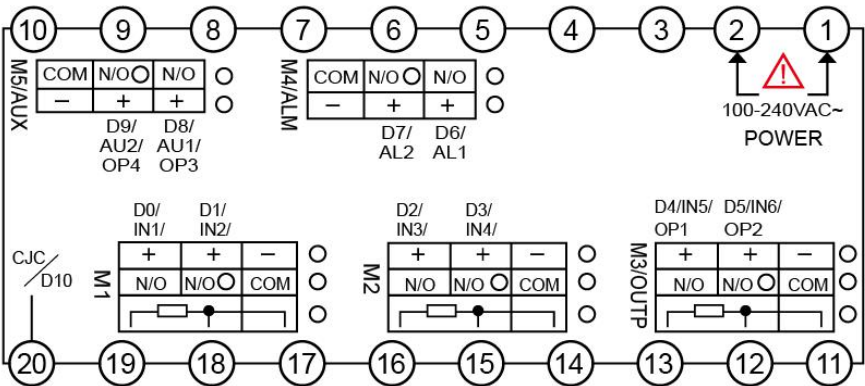 10 9 8 7 6 5 4 3 2 1
M5/AUX
COM N/O N/O
− + +
D9/ D8/
AU2/ AU1/
OP4 OP3
M4/ALM
COM N/O N/O
− + +
D7/ D6/
AL2 AL1
100-240VAC~
POWER
CJC/D10
M1
D0/ D1/
IN1/ IN2/
+ + −
N/O N/O COM
M2
D2/ D3/
IN3/ IN4/
+ + −
N/O N/O COM
M3/OUTP
D4/IN5/ D5/IN6/
OP1 OP2
+ + −
N/O N/O COM
20 19 18 17 16 15 14 13 12 11